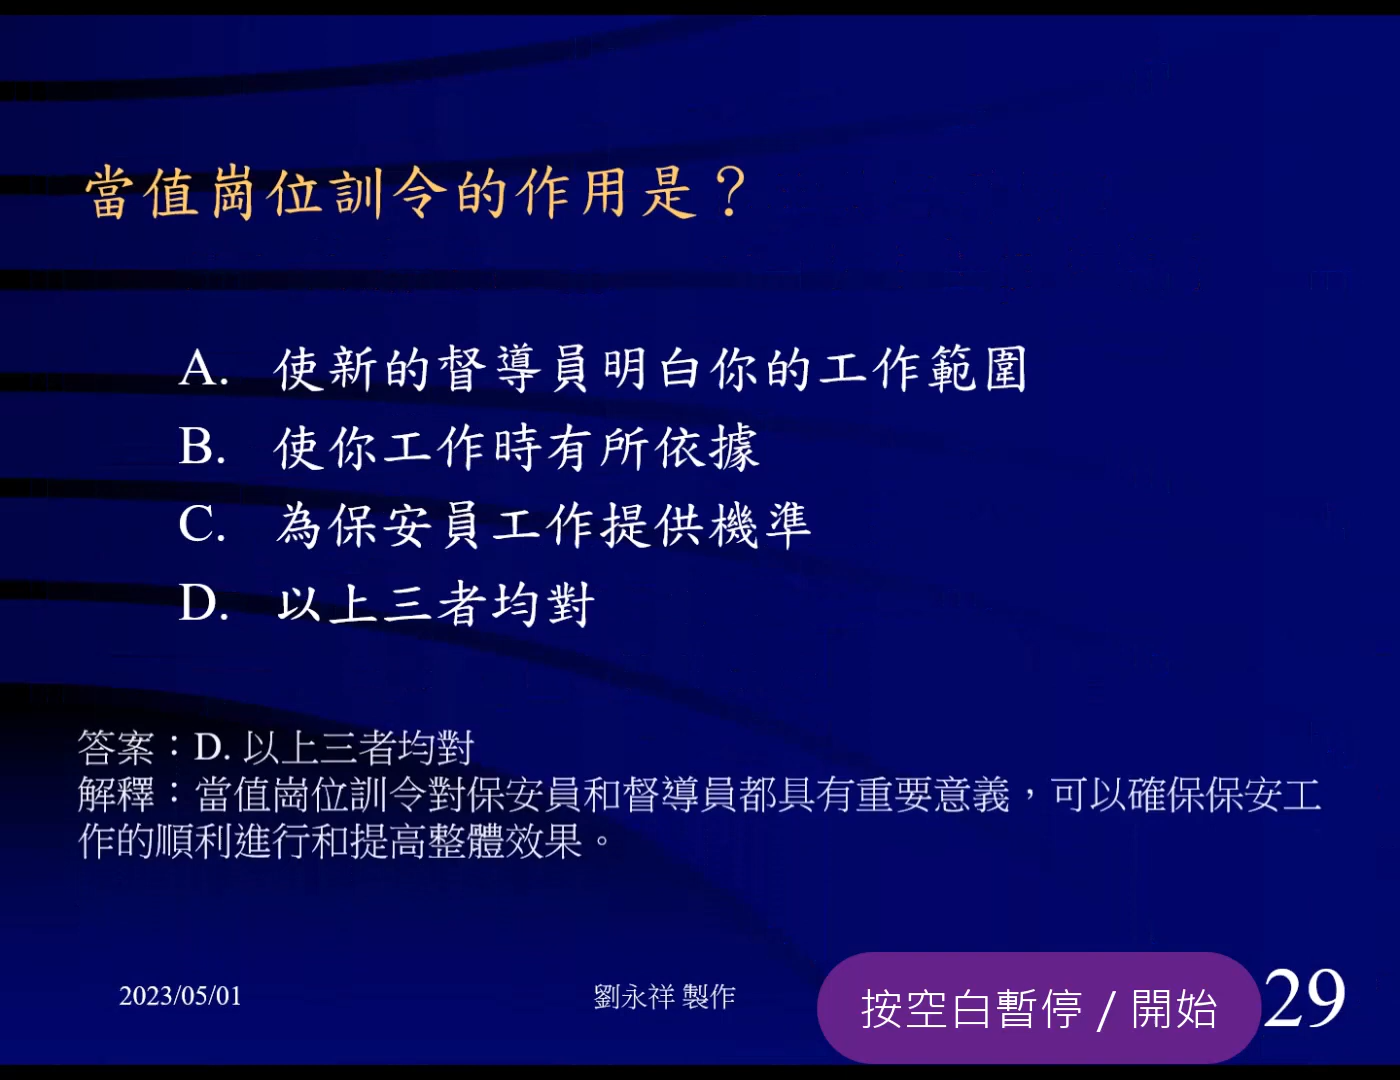 當值崗位訓令的作用是？
A. 使新的督導員明白你的工作範圍
B. 使你工作時有所依據
C. 為保安員工作提供機準
D. 以上三者均對
答案：D. 以上三者均對
解釋：當值崗位訓令對保安員和督導員都具有重要意義，可以確保保安工
作的順利進行和提高整體效果。
2023/05/01
劉永祥 製作
按空白暫停 / 開始
29